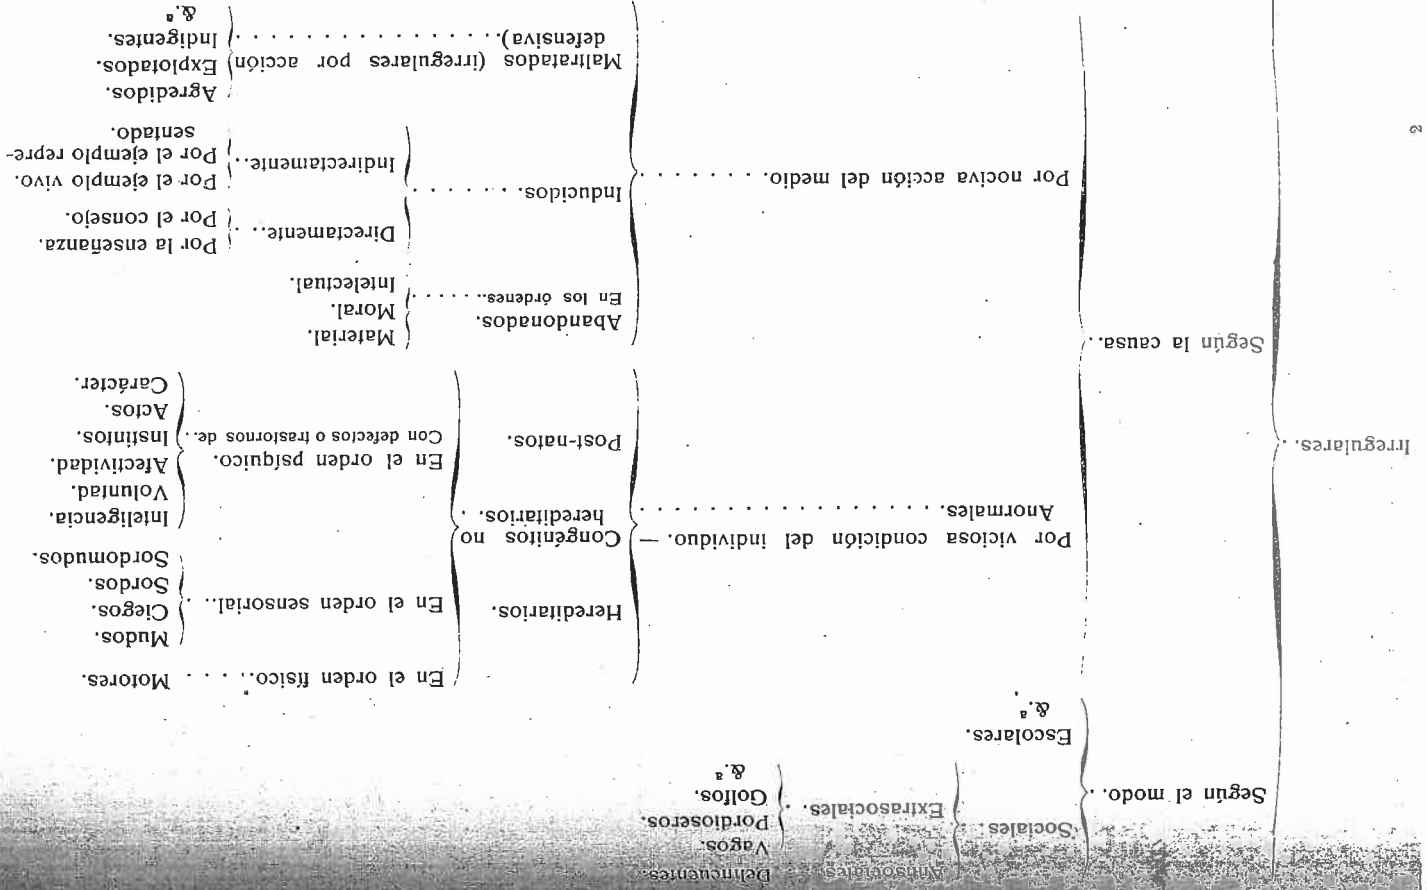 Irregulares. .
Según el modo. .
Sociales. .
Antisociales
Delincuentes.
Extrasociales. .
Vagos.
Pordioseros.
Golfos.
&.ª
Escolares.
&.ª
Según la causa. .
Por viciosa condición del individuo. —
Anormales. . . . . . . . . . . . . . . . . .
Hereditarios.
Congénitos no
hereditarios. .
Post-natos.
En el orden físico. . . . . Motores.
En el orden sensorial. . .
Mudos.
Ciegos.
Sordos.
Sordomudos.
En el orden psíquico.
Con defectos o trastornos de. .
Inteligencia.
Voluntad.
Afectividad.
Instintos.
Actos.
Carácter.
Por nociva acción del medio. . . . . . . .
Abandonados.
En los órdenes. . . . . .
Material.
Moral.
Intelectual.
Inducidos. . . . . . .
Directamente. . .
Por la enseñanza.
Por el consejo.
Indirectamente. .
Por el ejemplo vivo.
Por el ejemplo repre-
sentado.
Maltratados (irregulares por acción
defensiva). . . . . . . . . . . . . . . .
Agredidos.
Explotados.
Indigentes.
&.ª
2